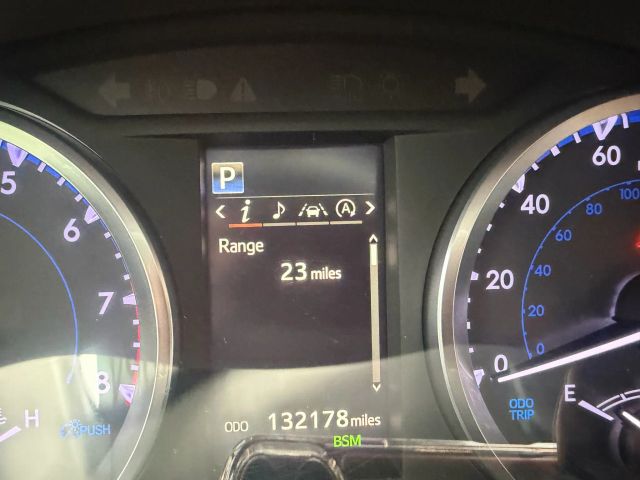 P
i A
Range
23 miles
ODO 132178 miles
BSM
5
6
7
8
H
PUSH
0
20
40
60
0
20
40
60
80
100
ODO
TRIP
E